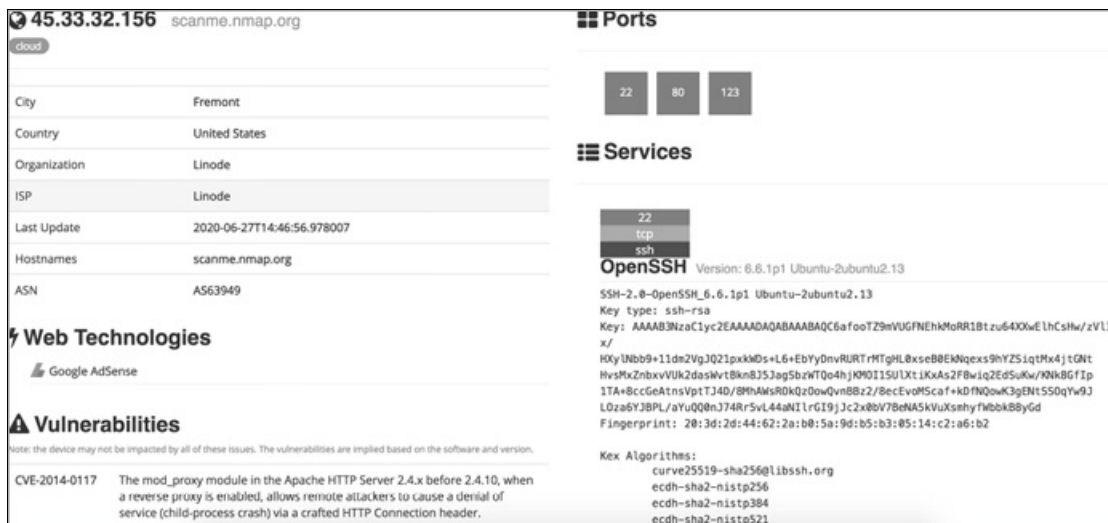 45.33.32.156 scanme.nmap.org
cloud
City Fremont
Country United States
Organization Linode
ISP Linode
Last Update 2020-06-27T14:46:56.978007
Hostnames scanme.nmap.org
ASN AS63949
Web Technologies
Google AdSense
Vulnerabilities
Note: the device may not be impacted by all of these issues. The vulnerabilities are implied based on the software and version.
CVE-2014-0117 The mod_proxy module in the Apache HTTP Server 2.4.x before 2.4.10, when
a reverse proxy is enabled, allows remote attackers to cause a denial of
service (child-process crash) via a crafted HTTP Connection header.
Ports
22 80 123
Services
22
tcp
ssh
OpenSSH Version: 6.6.1p1 Ubuntu-2ubuntu2.13
SSH-2.0-OpenSSH_6.6.1p1 Ubuntu-2ubuntu2.13
Key type: ssh-rsa
Key:
x/
Fingerprint: 20:3d:2d:44:62:2a:b0:5a:9d:b5:b3:05:14:c2:a6:b2
Kex Algorithms:
curve25519-sha256@libssh.org
ecdh-sha2-nistp256
ecdh-sha2-nistp384
ecdh-sha2-nistp521